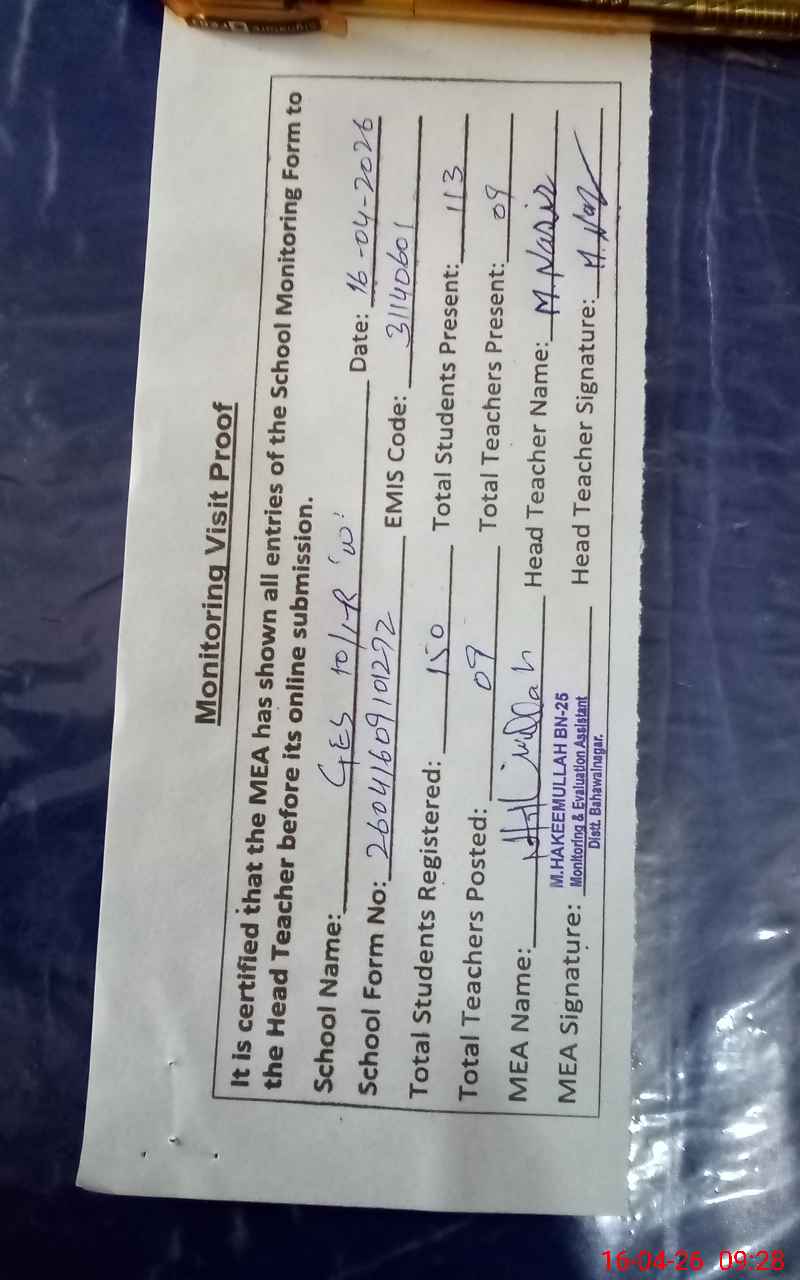 Monitoring Visit Proof
It is certified that the MEA has shown all entries of the School Monitoring Form to
the Head Teacher before its online submission.
School Name: GES 10/1-R 'W' Date: 16-04-2026
School Form No: 26041609101292 EMIS Code: 31140601
Total Students Registered: 150 Total Students Present: 113
Total Teachers Posted: 09 Total Teachers Present: 09
MEA Name: Head Teacher Name: M. Nasir
M.HAKEEMULLAH BN-25
MEA Signature: Monitoring & Evaluation Assistant Head Teacher Signature:
Distt. Bahawalnagar.
16-04-26 09:28